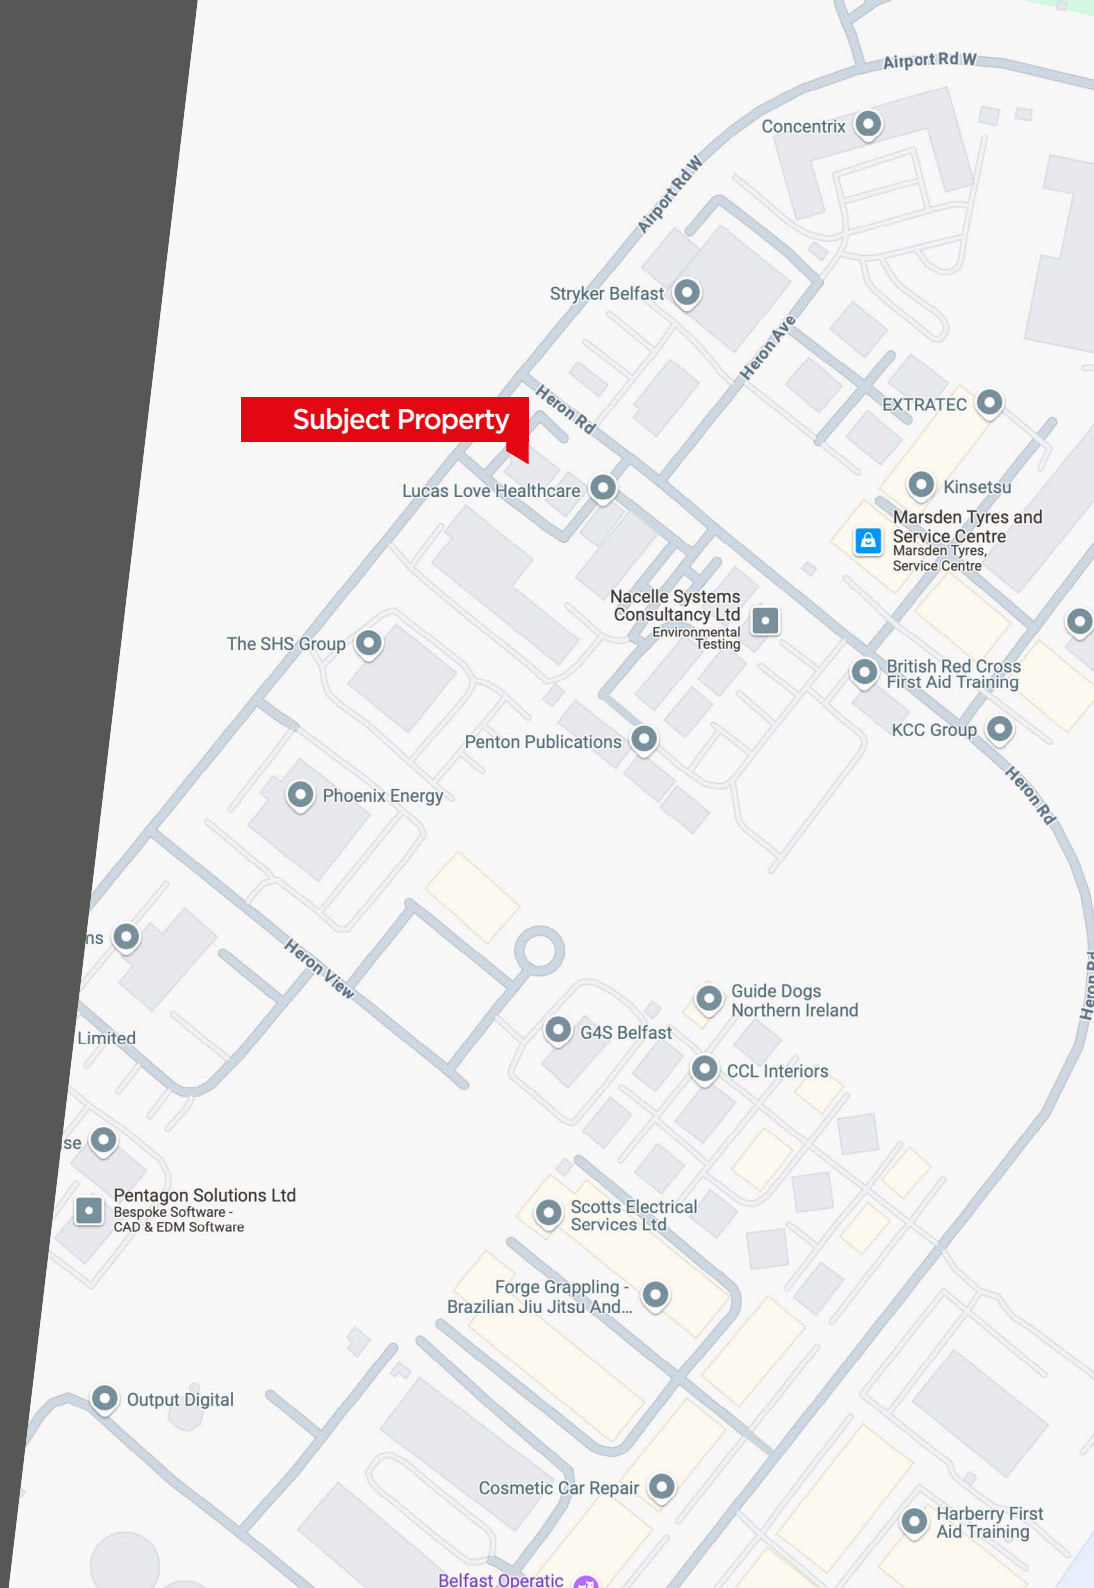 Airport Rd W
Concentrix
Airport Rd W
Stryker Belfast
Heron Ave
Heron Rd
EXTRATEC
Subject Property
Lucas Love Healthcare
Kinsetsu
Marsden Tyres and
Service Centre
Marsden Tyres,
Service Centre
Nacelle Systems
Consultancy Ltd
Environmental
Testing
The SHS Group
British Red Cross
First Aid Training
KCC Group
Penton Publications
Heron Rd
Phoenix Energy
ns
Heron View
Heron Rd
Guide Dogs
Northern Ireland
G4S Belfast
Limited
CCL Interiors
se
Pentagon Solutions Ltd
Bespoke Software -
CAD & EDM Software
Scotts Electrical
Services Ltd
Forge Grappling -
Brazilian Jiu Jitsu And...
Output Digital
Cosmetic Car Repair
Harberry First
Aid Training
Belfast Operatic